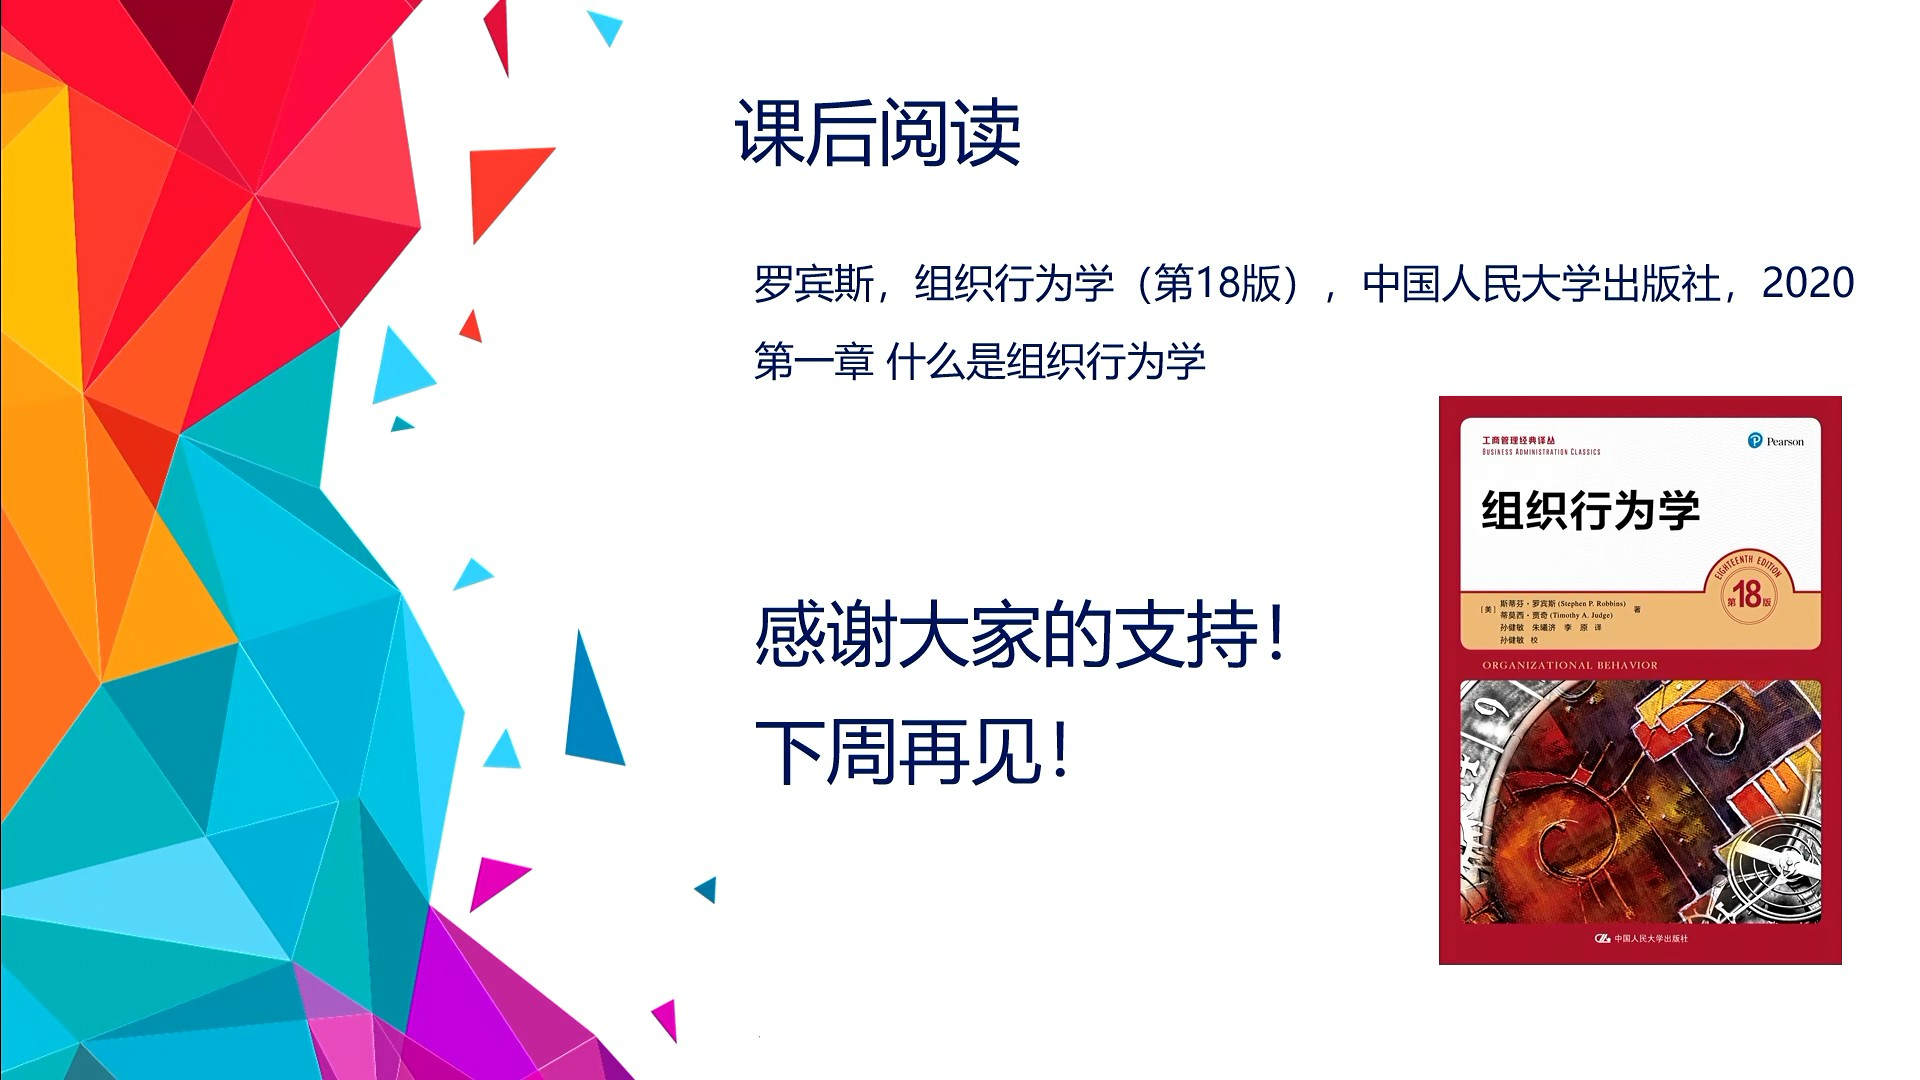 课后阅读
罗宾斯，组织行为学（第18版），中国人民大学出版社，2020
第一章 什么是组织行为学
工商管理经典译丛
BUSINESS ADMINISTRATION CLASSICS
Pearson
组织行为学
EIGHTEENTH EDITION
第18版
[美] 斯蒂芬·罗宾斯 (Stephen P. Robbins) 著
蒂莫西·贾奇 (Timothy A. Judge)
孙健敏 朱曦济 李 原 译
孙健敏 校
ORGANIZATIONAL BEHAVIOR
9
中国人民大学出版社
感谢大家的支持！
下周再见！